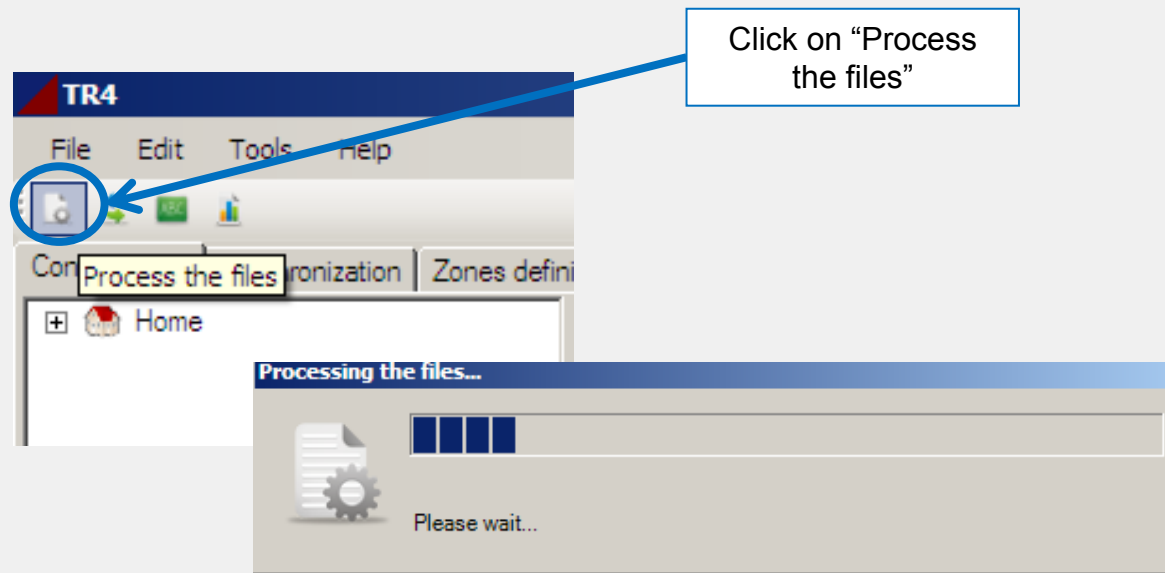 Click on “Process
the files”
TR4
File Edit Tools Help
ABC
Process the files
Zones defini
Home
Processing the files...
Please wait...